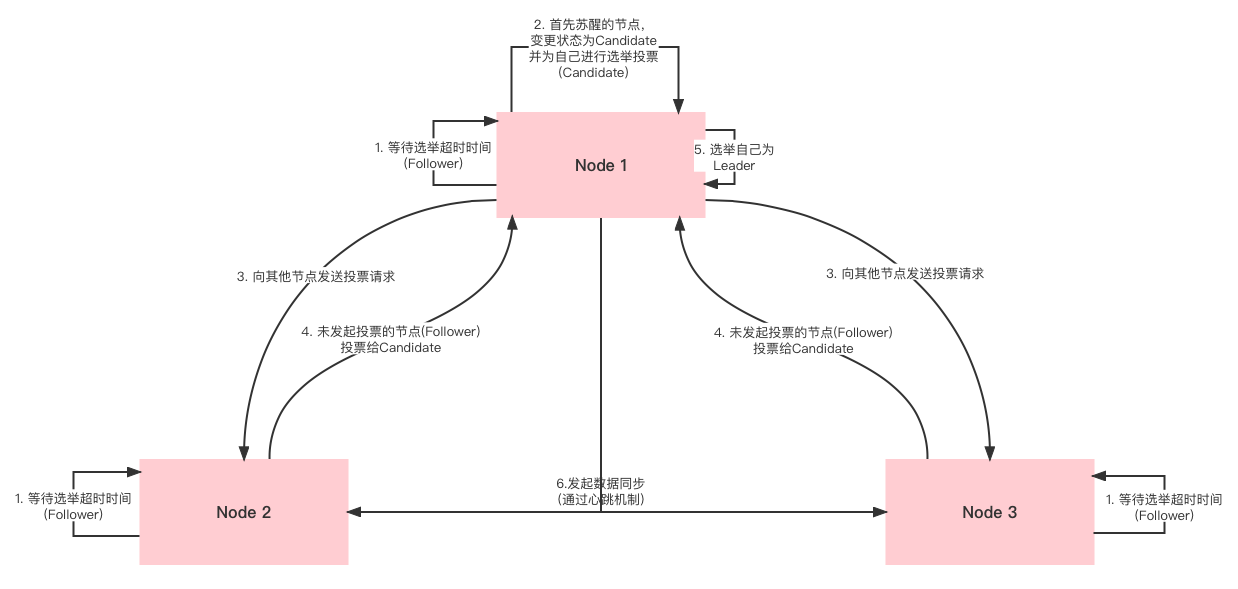 2. 首先苏醒的节点，
变更状态为Candidate
并为自己进行选举投票
(Candidate)
1. 等待选举超时时间
(Follower)
Node 1
5. 选举自己为
Leader
3. 向其他节点发送投票请求
3. 向其他节点发送投票请求
4. 未发起投票的节点(Follower)
投票给Candidate
4. 未发起投票的节点(Follower)
投票给Candidate
6.发起数据同步
（通过心跳机制）
1. 等待选举超时时间
(Follower)
Node 2
Node 3
1. 等待选举超时时间
(Follower)